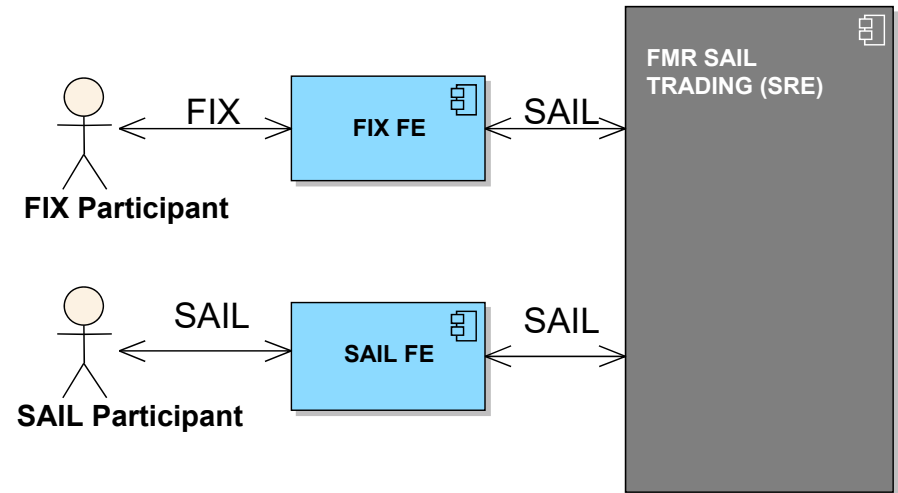 FMR SAIL
TRADING (SRE)
FIX
FIX FE
SAIL
FIX Participant
SAIL
SAIL FE
SAIL
SAIL Participant